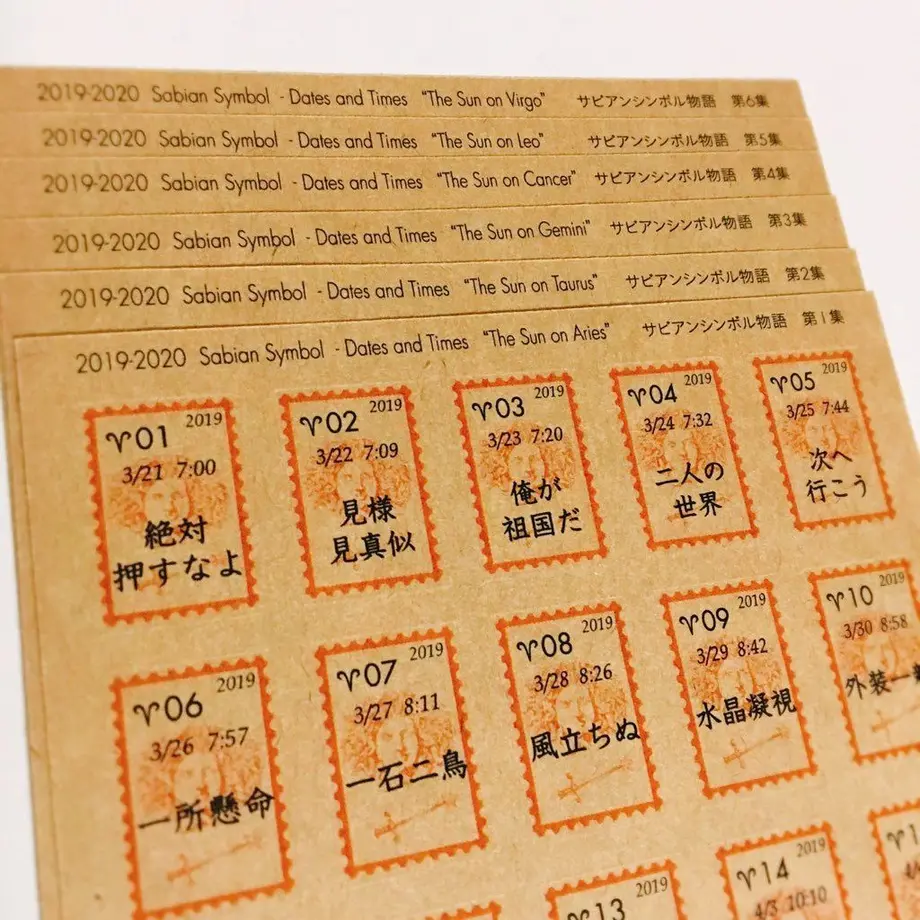 2019-2020 Sabian Symbol - Dates and Times "The Sun on Virgo" サビアンシンボル物語 第6集
2019-2020 Sabian Symbol - Dates and Times "The Sun on Leo" サビアンシンボル物語 第5集
2019-2020 Sabian Symbol - Dates and Times "The Sun on Cancer" サビアンシンボル物語 第4集
2019-2020 Sabian Symbol - Dates and Times "The Sun on Gemini" サビアンシンボル物語 第3集
2019-2020 Sabian Symbol - Dates and Times "The Sun on Taurus" サビアンシンボル物語 第2集
2019-2020 Sabian Symbol - Dates and Times "The Sun on Aries" サビアンシンボル物語 第1集
♈01 2019
3/21 7:00
絶対
押すなよ
♈02 2019
3/22 7:09
見様
見真似
♈03 2019
3/23 7:20
俺が
祖国だ
♈04 2019
3/24 7:32
二人の
世界
♈05 2019
3/25 7:44
次へ
行こう
♈06 2019
3/26 7:57
一所懸命
♈07 2019
3/27 8:11
一石二鳥
♈08 2019
3/28 8:26
風立ちぬ
♈09 2019
3/29 8:42
水晶凝視
♈10 2019
3/30 8:58
外装一
♈13 2019
♈14 2019
4/3 10:10